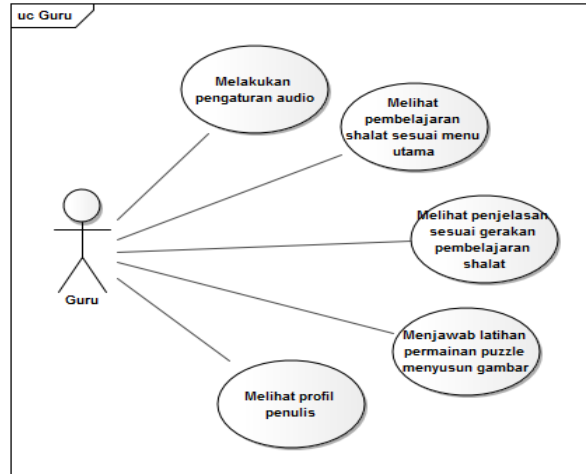 uc Guru
Melakukan
pengaturan audio
Melihat
pembelajaran
shalat sesuai menu
utama
Melihat penjelasan
sesuai gerakan
pembelajaran
shalat
Guru
Menjawab latihan
permainan puzzle
menyusun gambar
Melihat profil
penulis